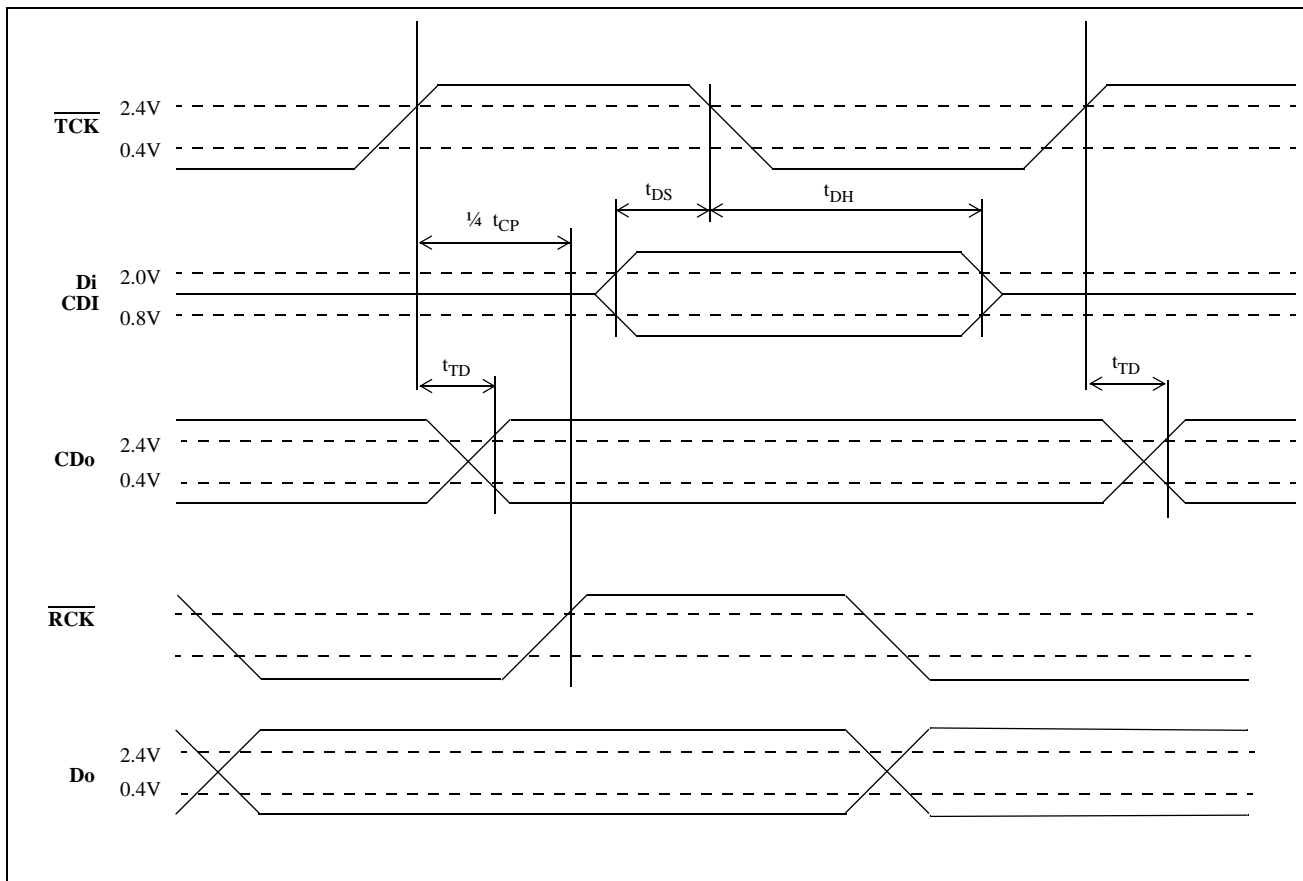 2.4V
TCK
0.4V
tDS
tDH
¼ tCP
2.0V
Di
CDI
0.8V
tTD
tTD
2.4V
CDo
0.4V
RCK
2.4V
Do
0.4V